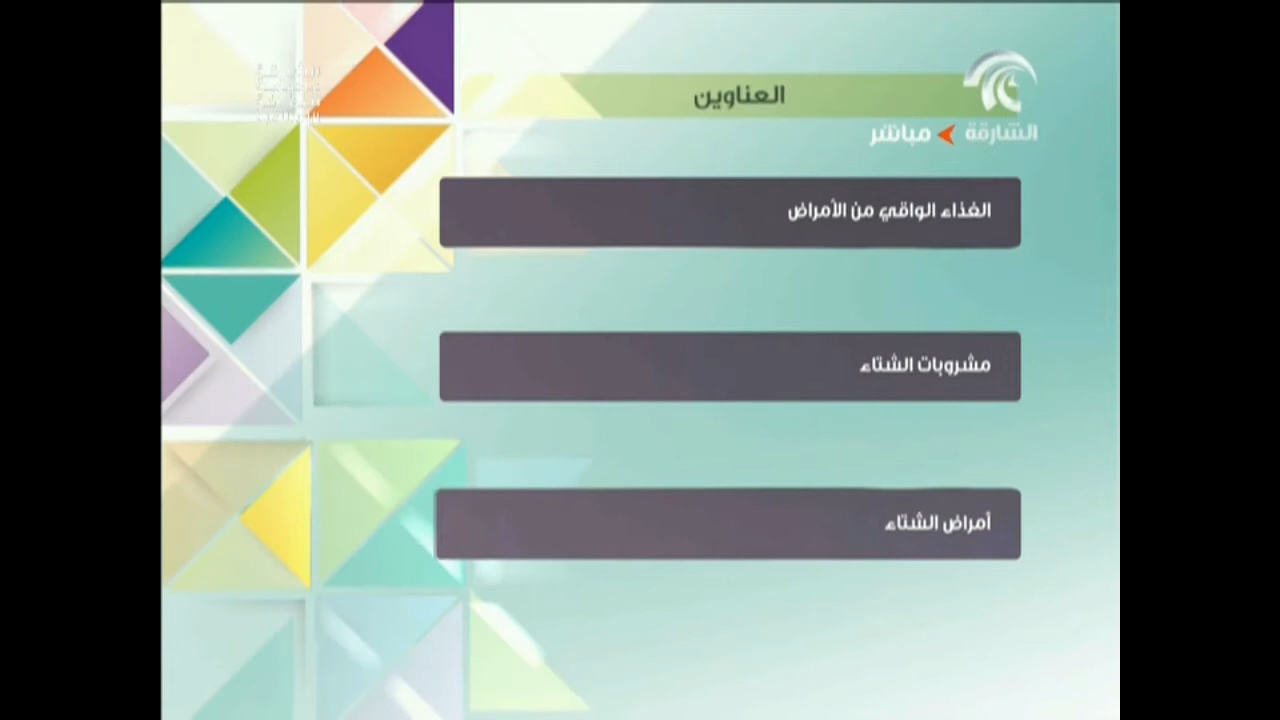 العناوين
الشارقة
مباشر
الغذاء الواقي من الأمراض
مشروبات الشتاء
أمراض الشتاء